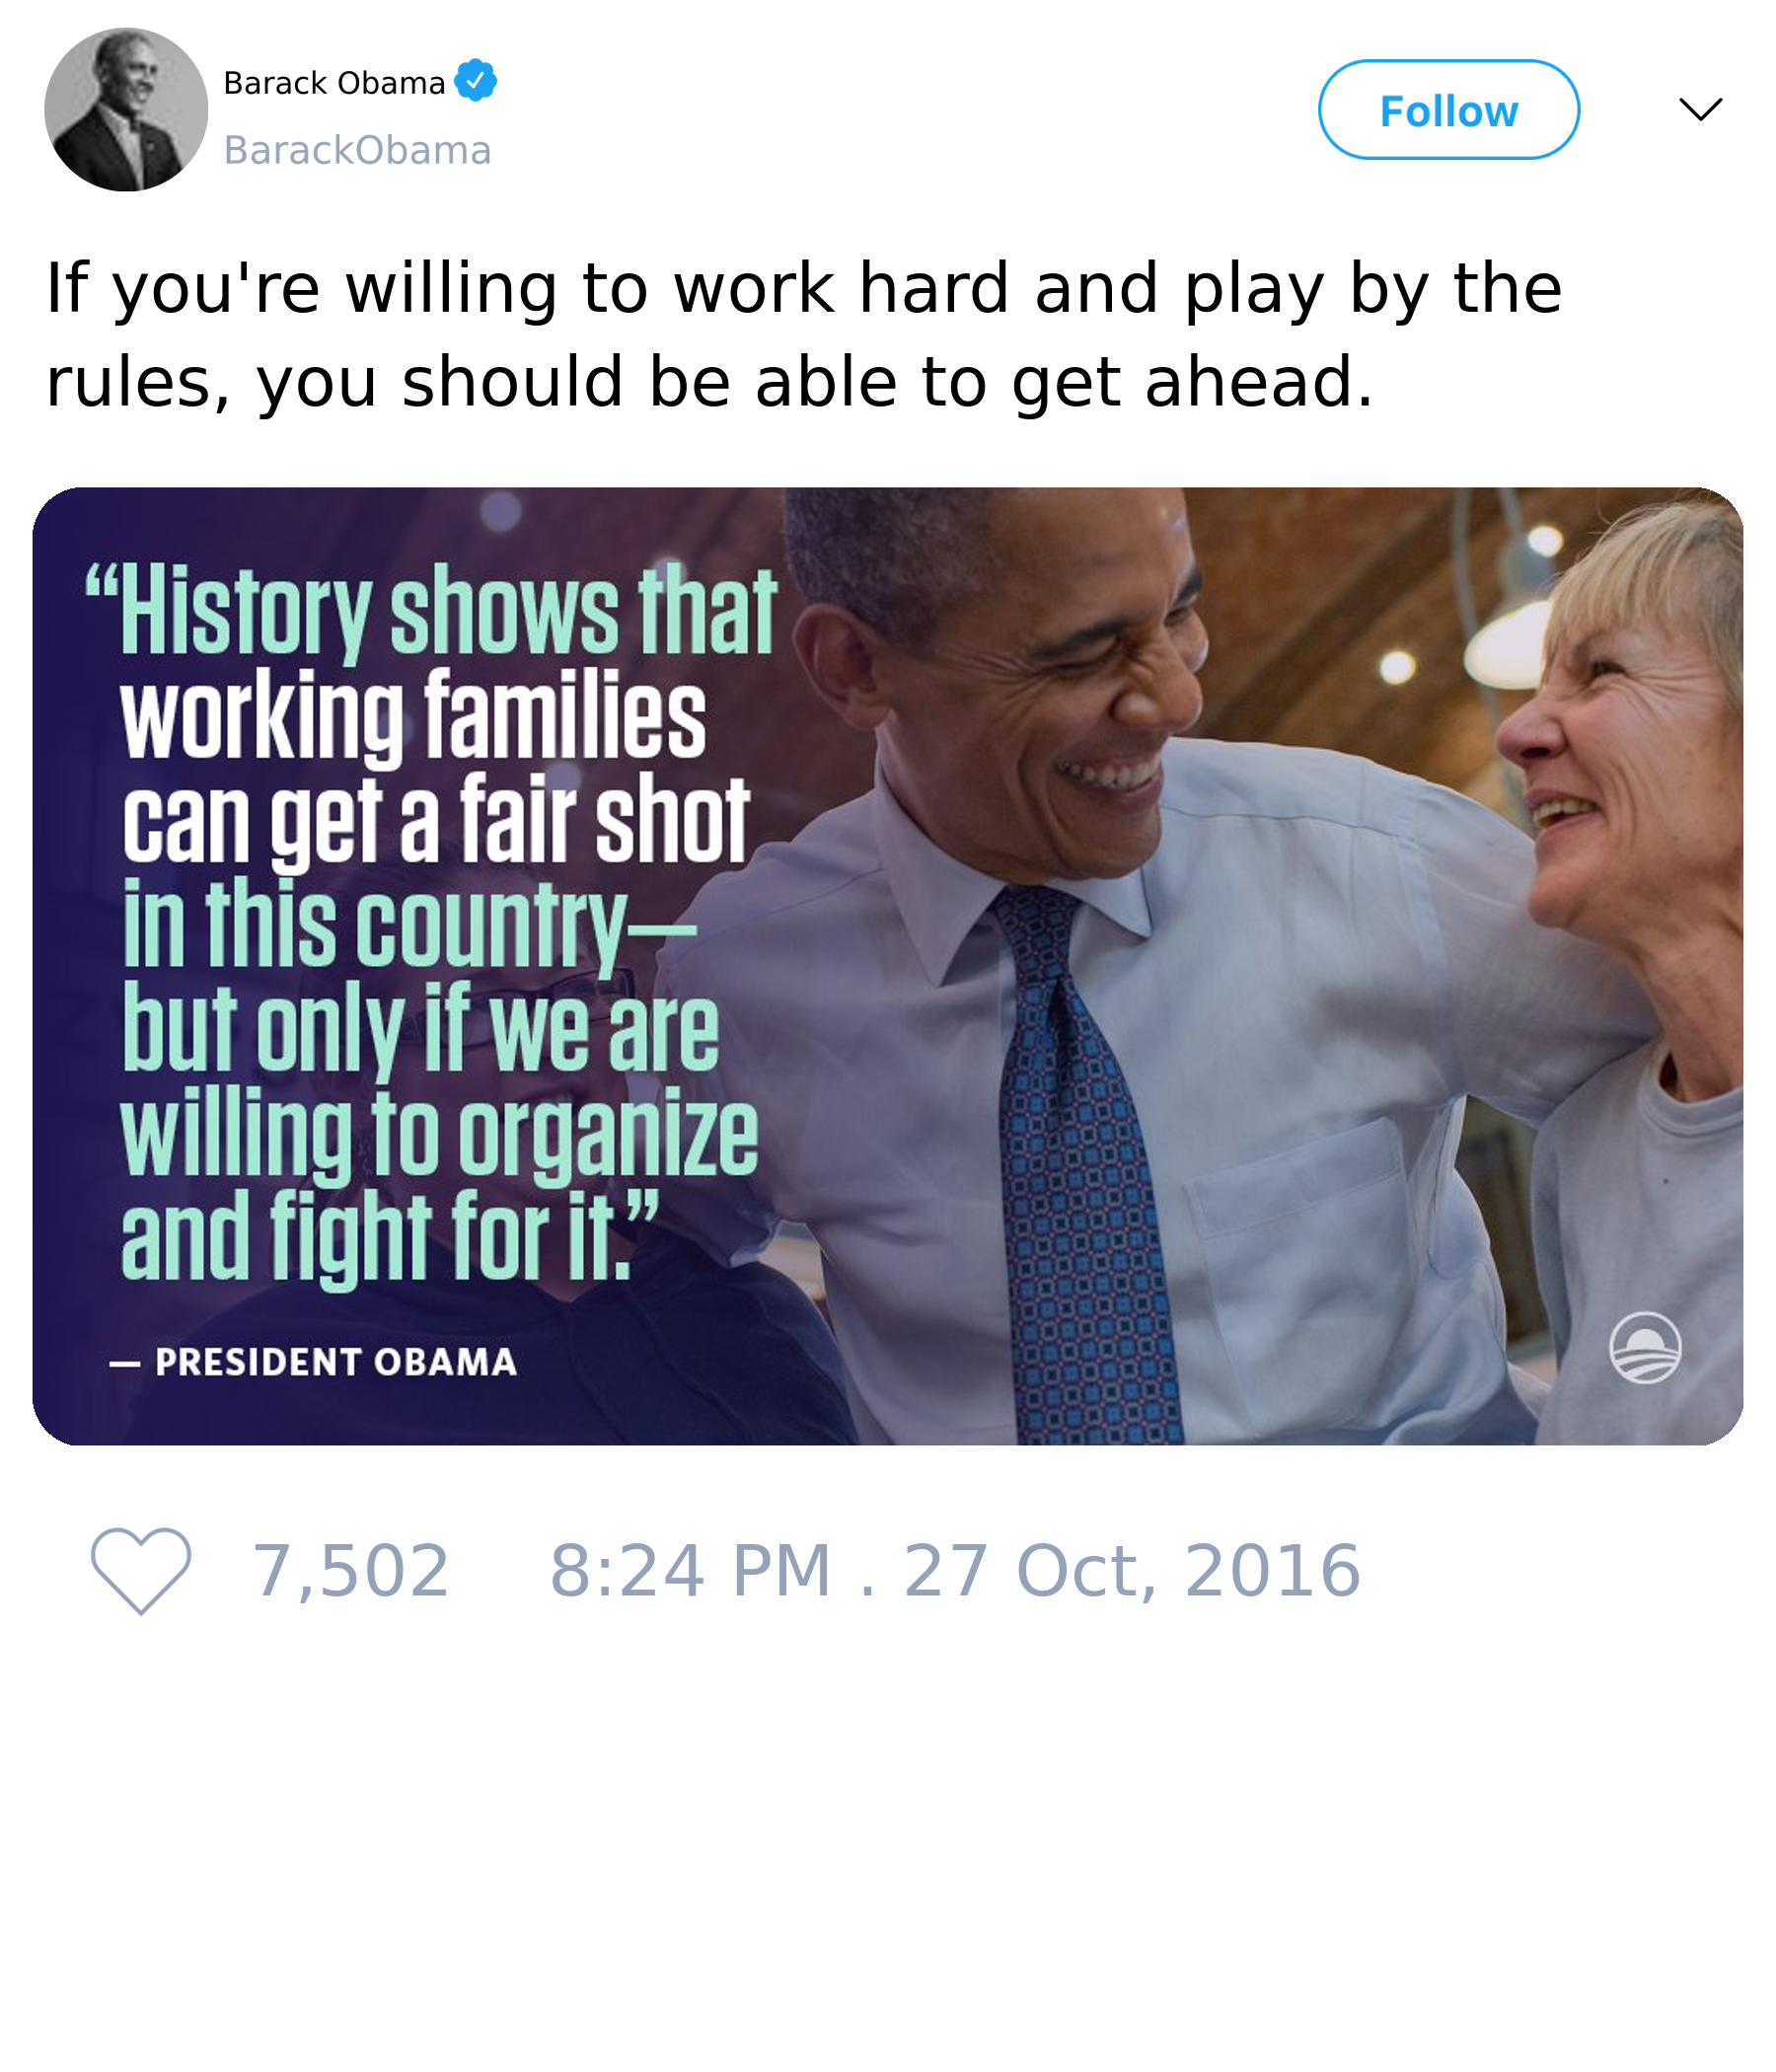 Barack Obama
BarackObama
Follow
If you're willing to work hard and play by the
rules, you should be able to get ahead.
“History shows that
working families
can get a fair shot
in this country—
but only if we are
willing to organize
and fight for it.”
— PRESIDENT OBAMA
7,502 8:24 PM . 27 Oct, 2016